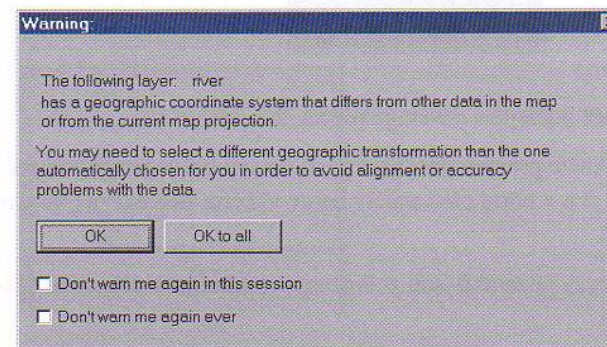 Warning:
The following layer: river
has a geographic coordinate system that differs from other data in the map
or from the current map projection.
You may need to select a different geographic transformation than the one
automatically chosen for you in order to avoid alignment or accuracy
problems with the data.
OK OK to all
Don't warn me again in this session
Don't warn me again ever